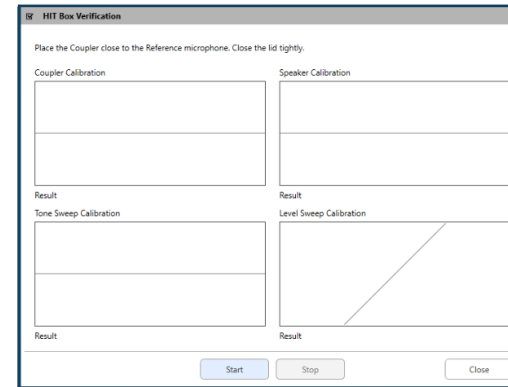 HIT Box Verification
Place the Coupler close to the Reference microphone. Close the lid tightly.
Coupler Calibration
Speaker Calibration
Result
Result
Tone Sweep Calibration
Level Sweep Calibration
Result
Result
Start
Stop
Close